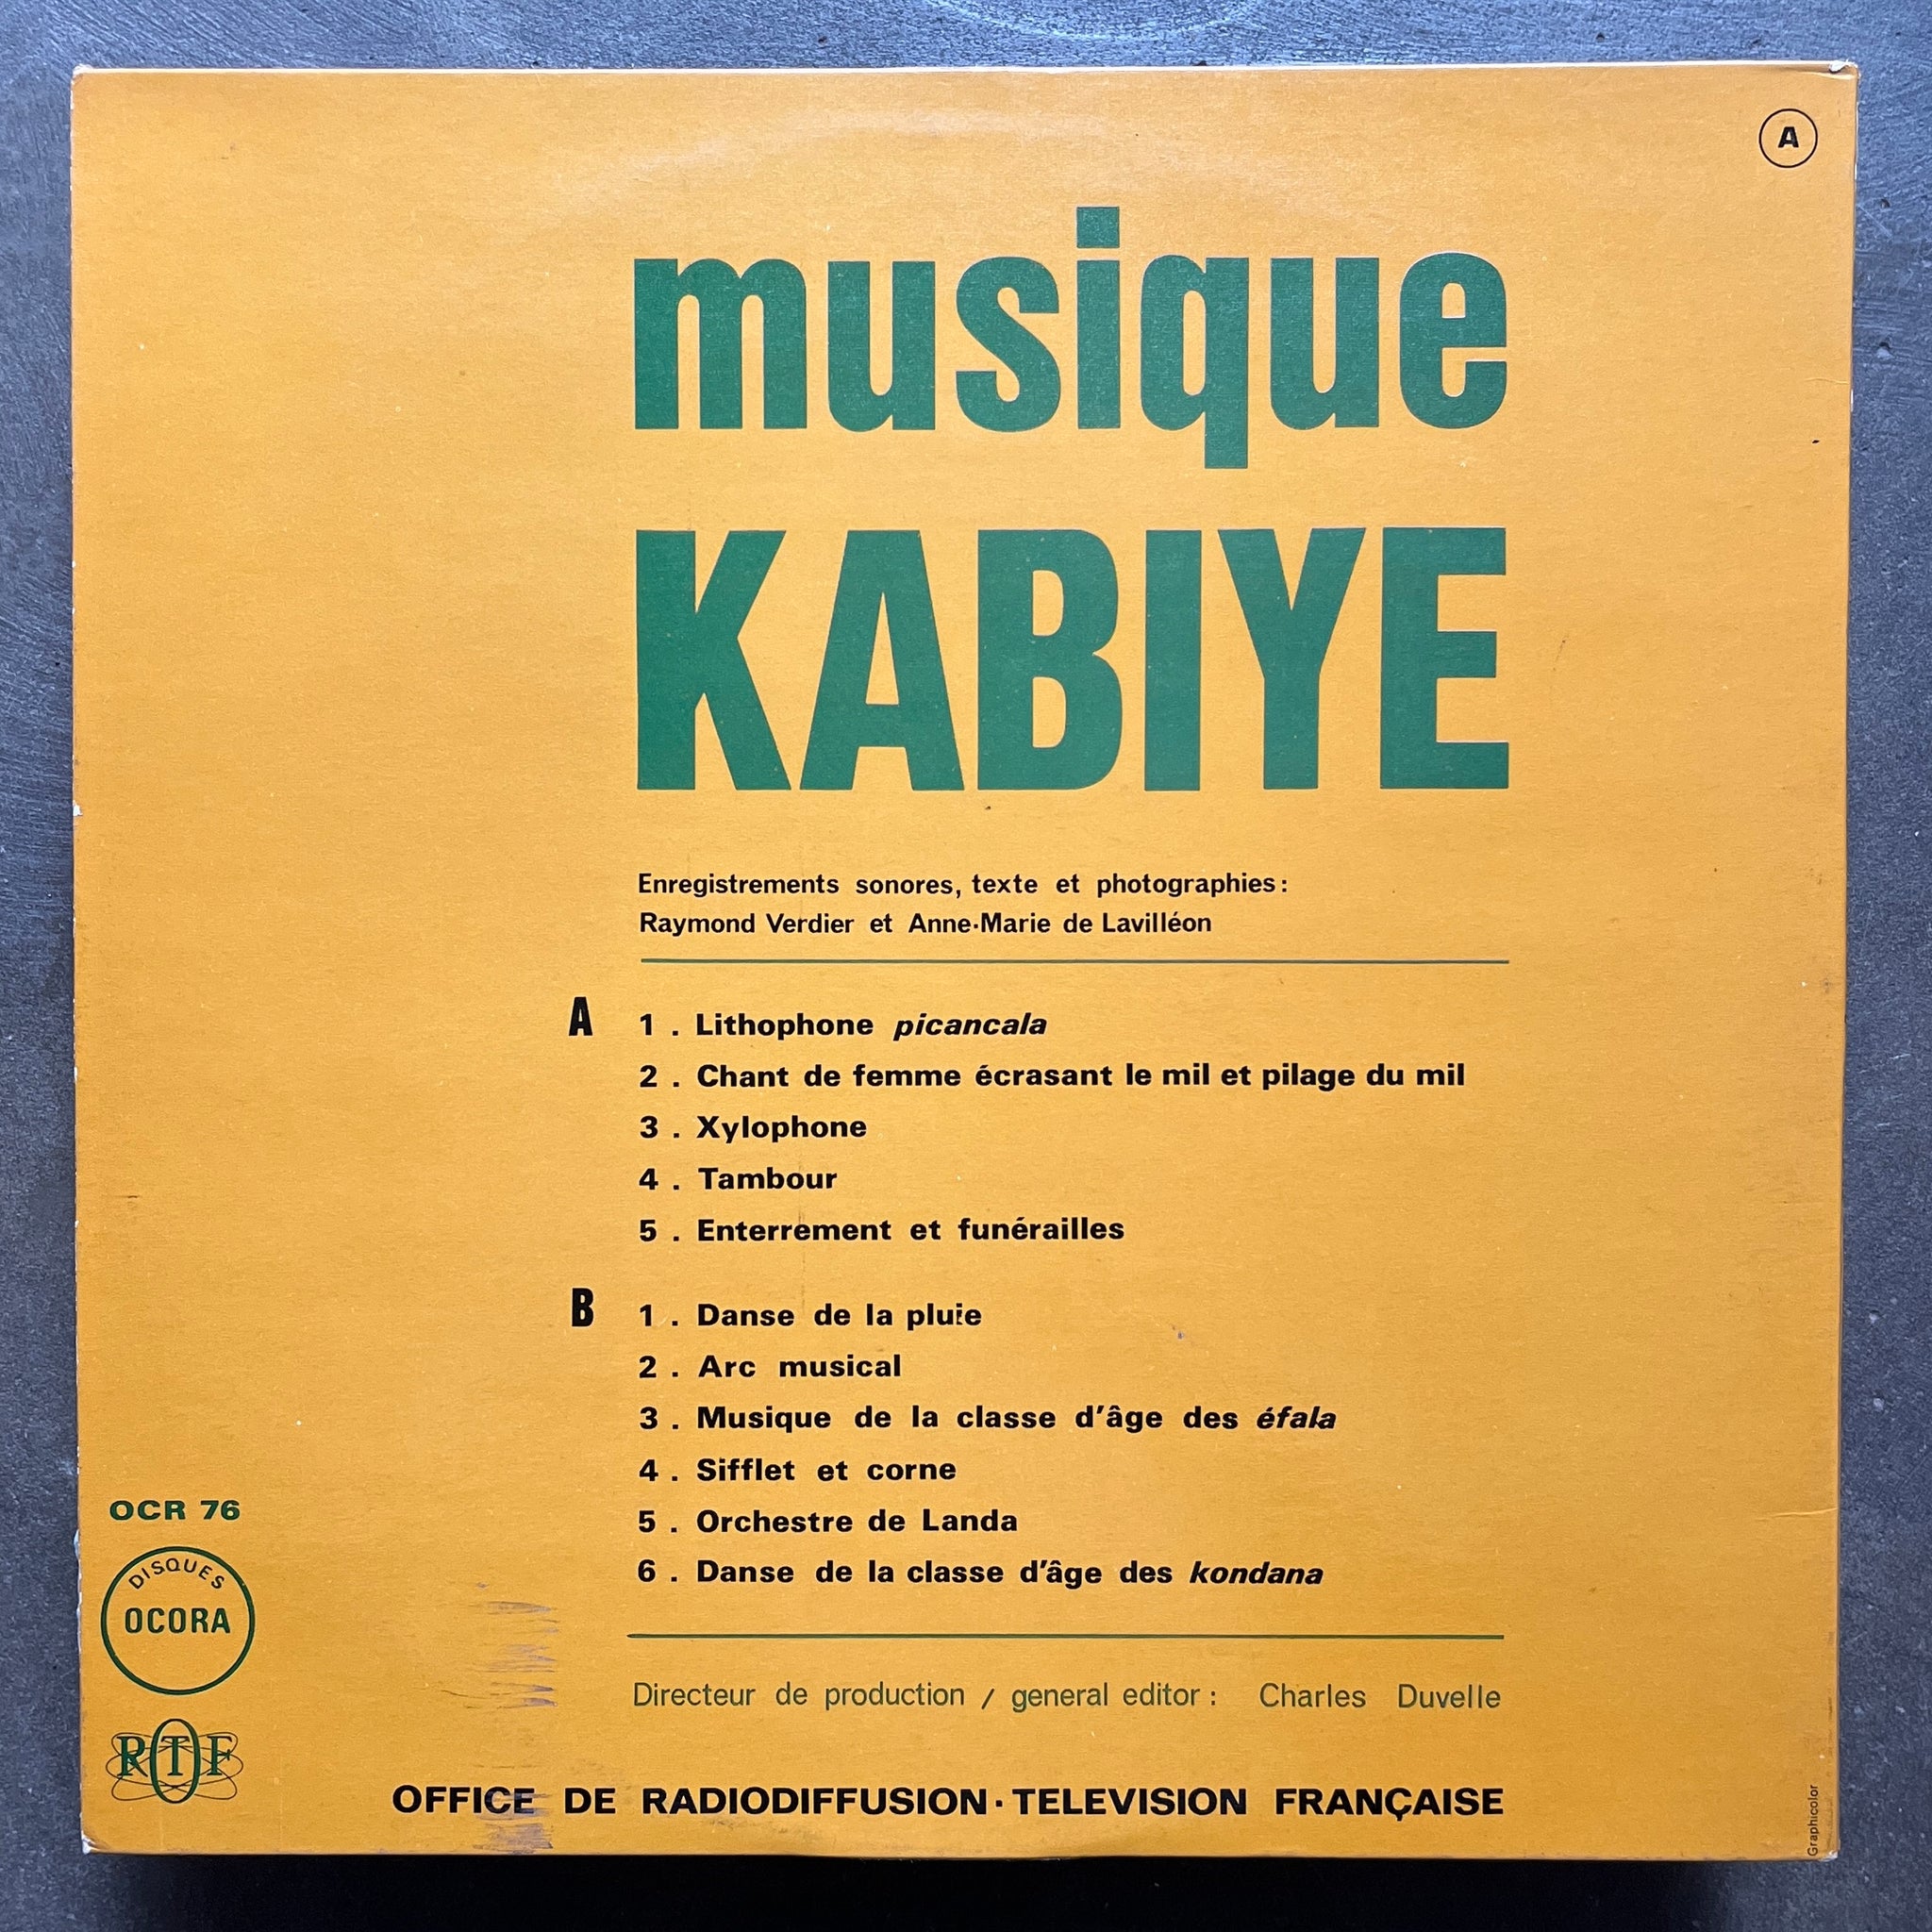 A
musique
KABIYE
Enregistrements sonores, texte et photographies :
Raymond Verdier et Anne-Marie de Lavilléon
A 1 . Lithophone picancala
2 . Chant de femme écrasant le mil et pilage du mil
3 . Xylophone
4 . Tambour
5 . Enterrement et funérailles
B 1 . Danse de la pluie
2 . Arc musical
3 . Musique de la classe d'âge des éfala
4 . Sifflet et corne
5 . Orchestre de Landa
6 . Danse de la classe d'âge des kondana
OCR 76
DISQUES
OCORA
Directeur de production / general editor : Charles Duvelle
ORTF
OFFICE DE RADIODIFFUSION · TELEVISION FRANÇAISE
Graphicolor